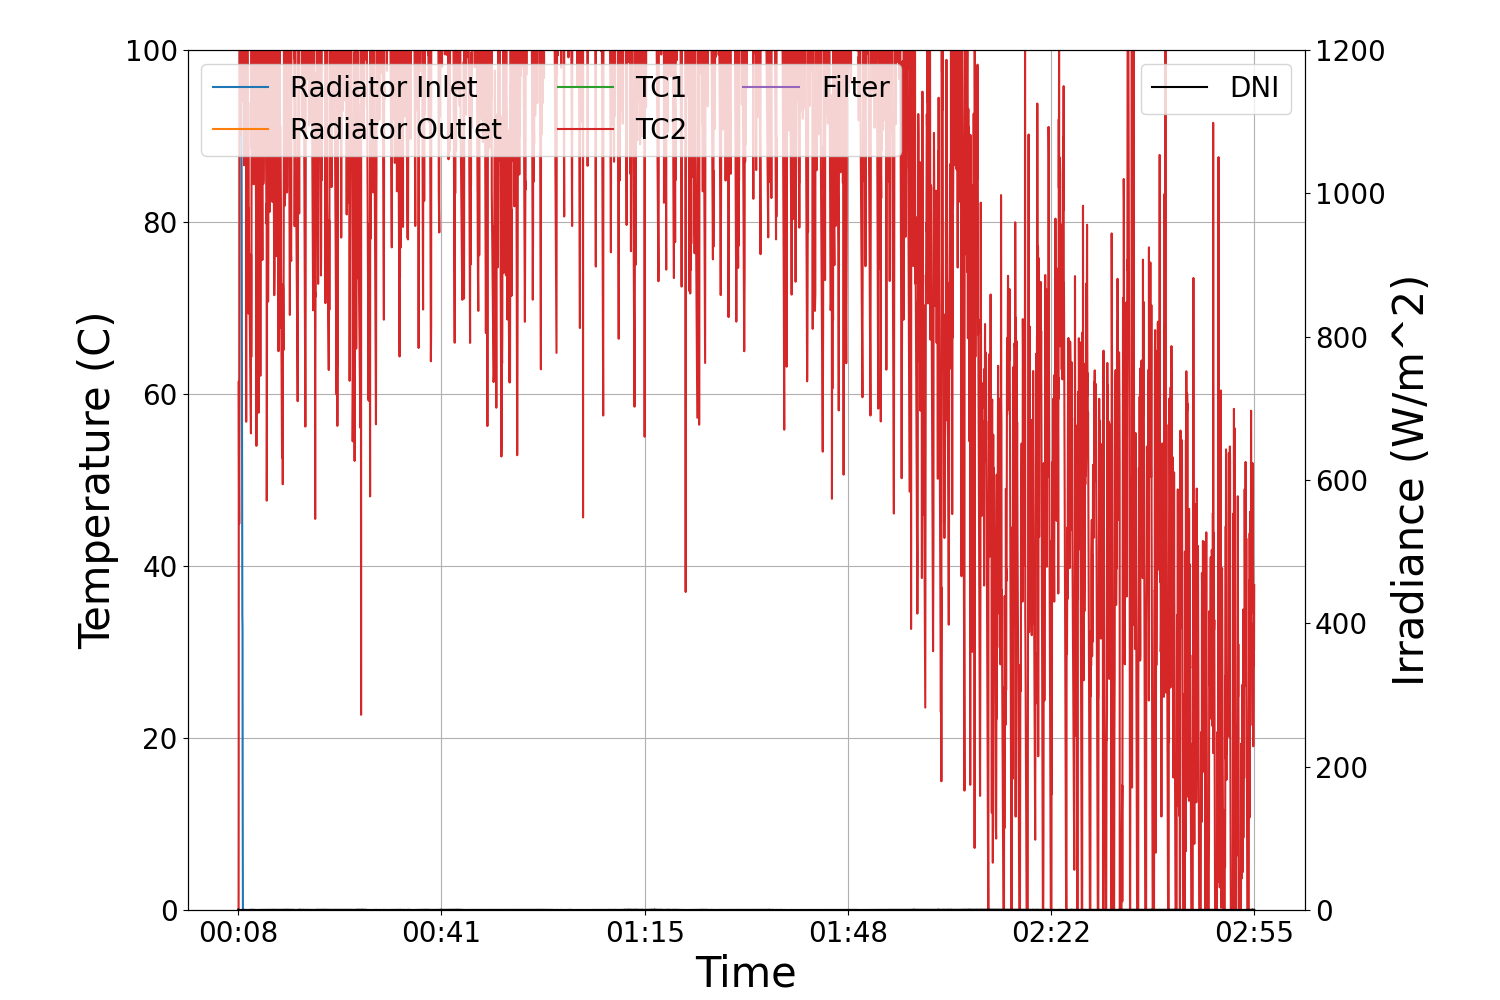 Radiator Inlet
Radiator Outlet
TC1
TC2
Filter
DNI
Temperature (C)
100
80
60
40
20
0
Irradiance (W/m^2)
1200
1000
800
600
400
200
0
00:08 00:41 01:15 01:48 02:22 02:55
Time